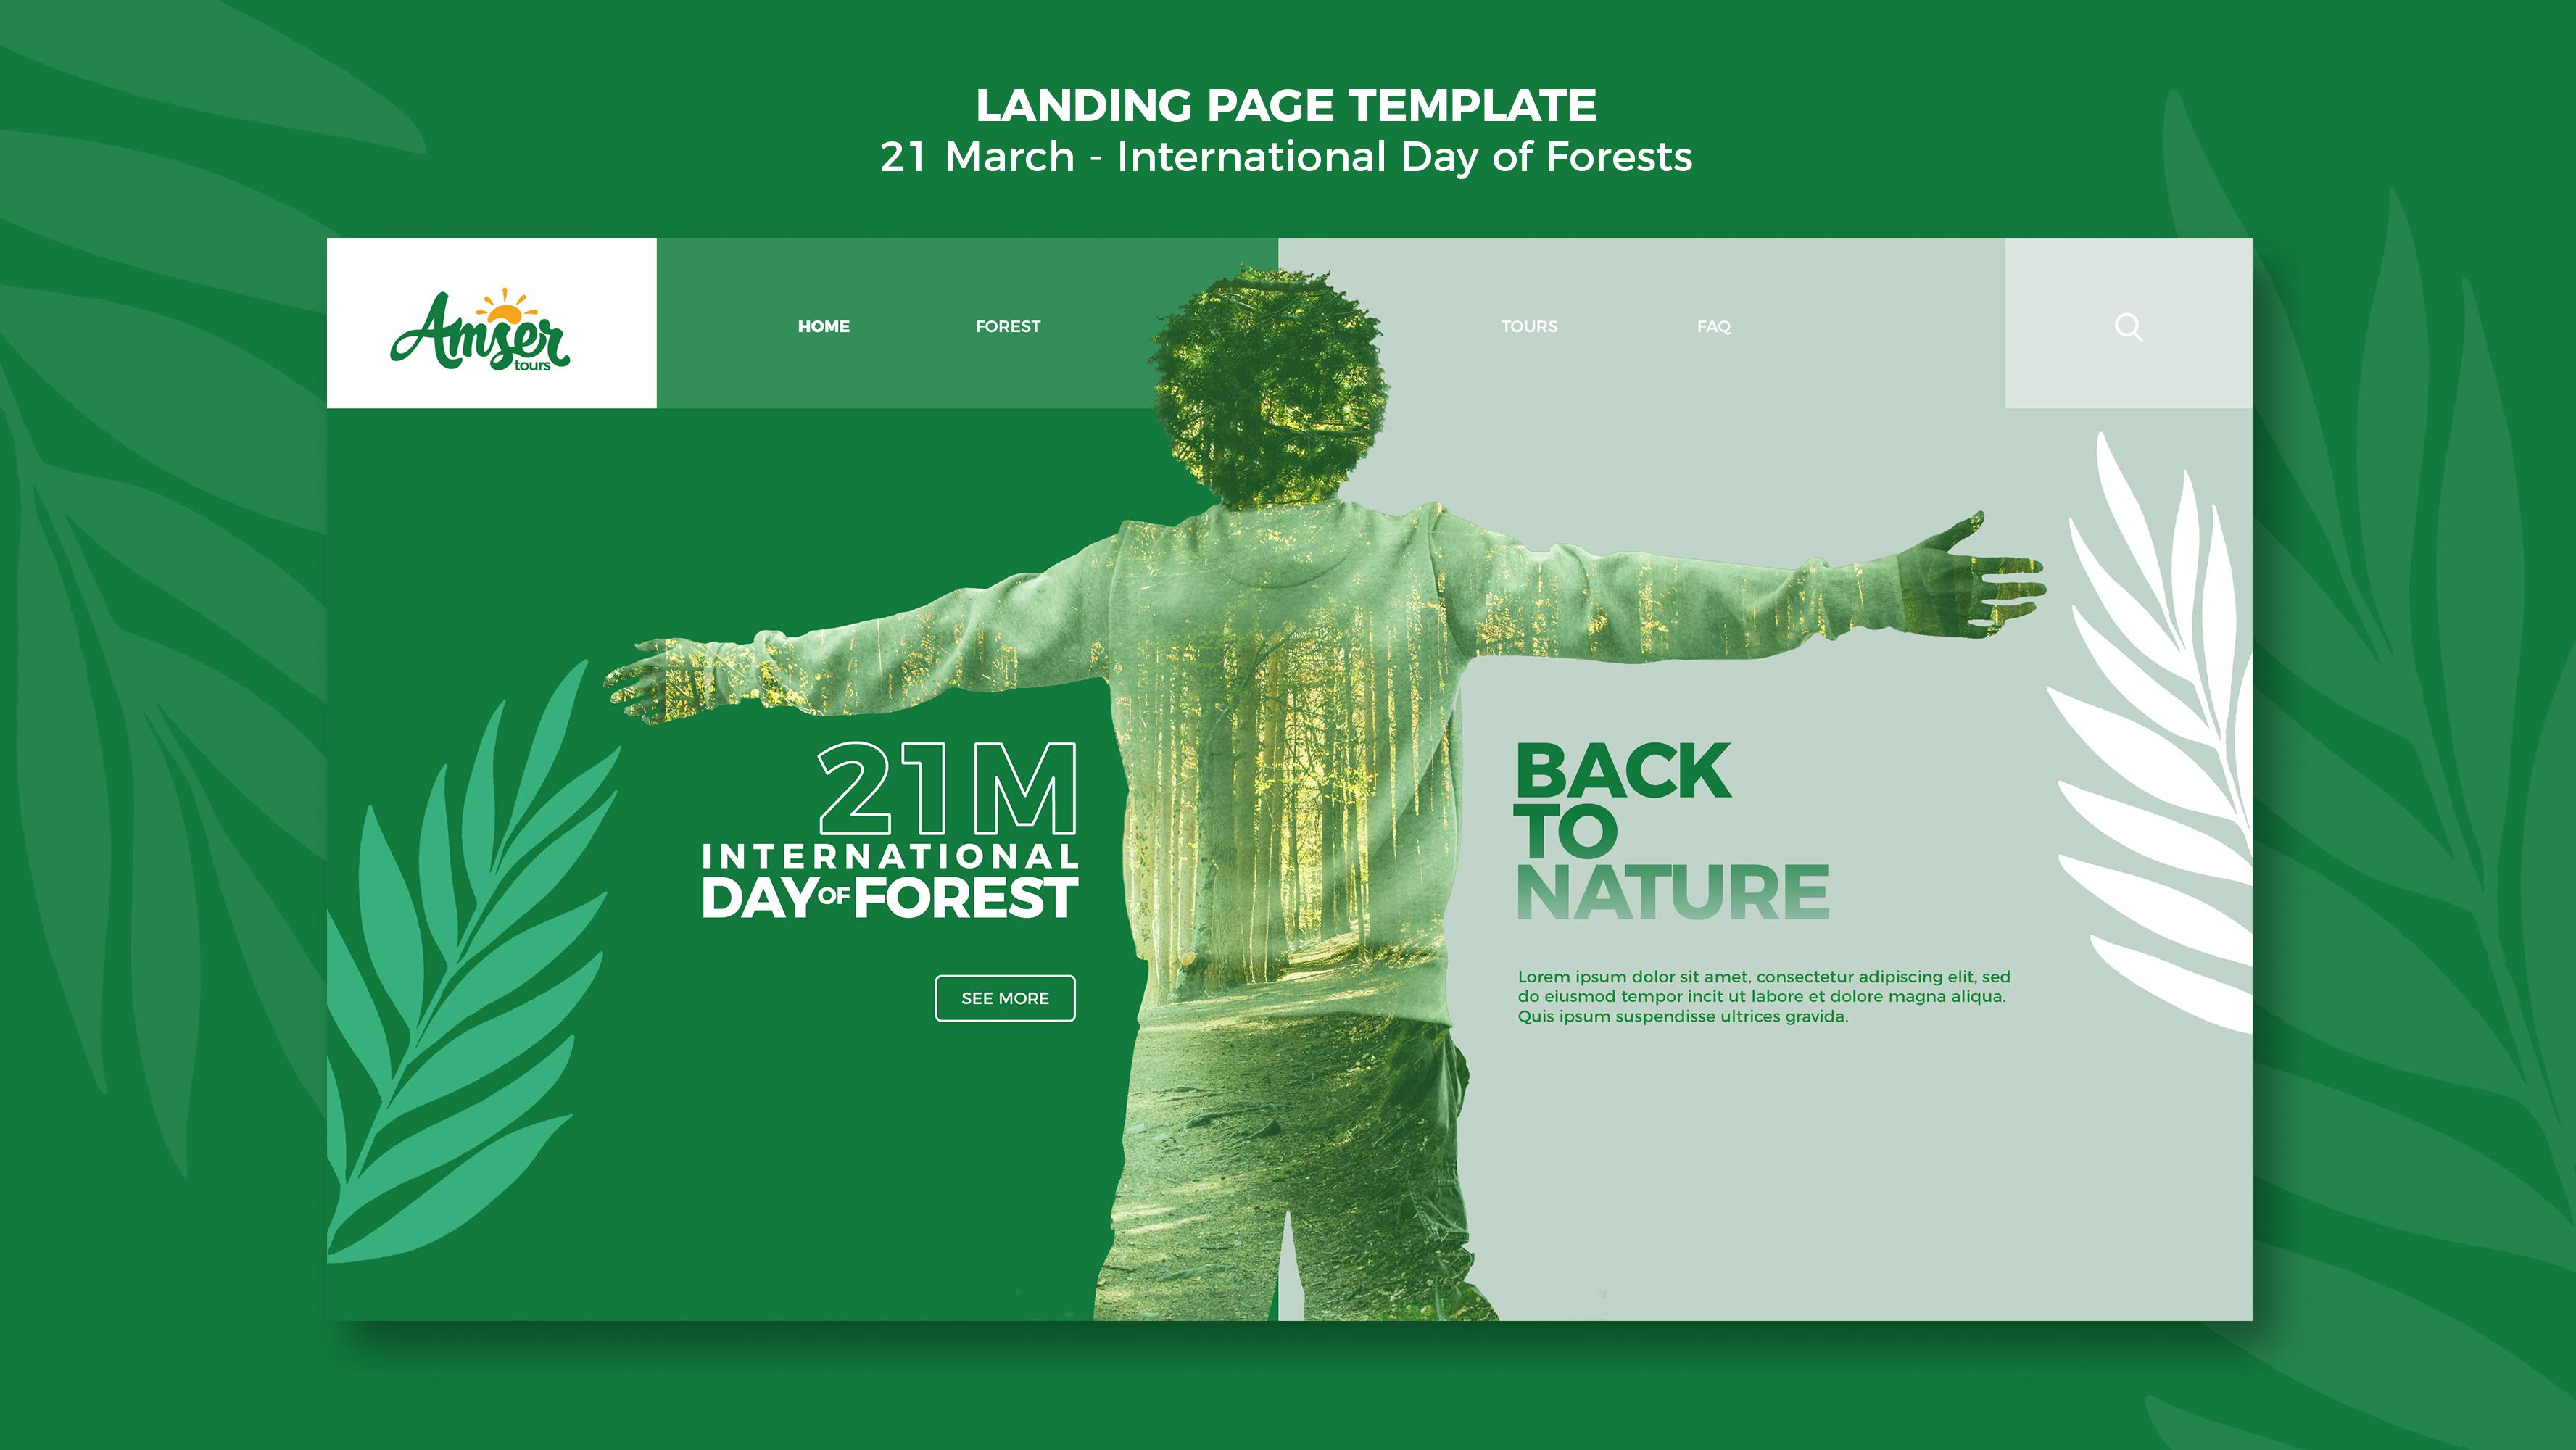 LANDING PAGE TEMPLATE
21 March - International Day of Forests
Amser
tours
HOME
FOREST
TOURS
FAQ
21M
INTERNATIONAL
DAY OF FOREST
SEE MORE
BACK
TO
NATURE
Lorem ipsum dolor sit amet, consectetur adipiscing elit, sed
do eiusmod tempor incit ut labore et dolore magna aliqua.
Quis ipsum suspendisse ultrices gravida.